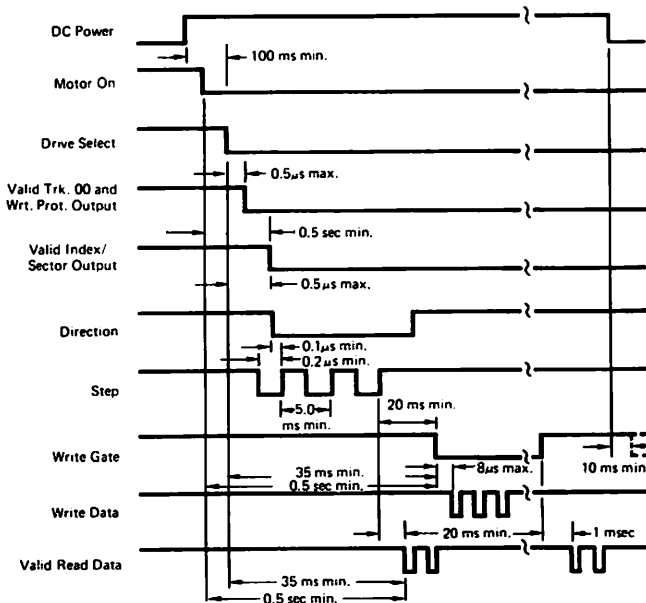 DC Power
100 ms min.
Motor On
Drive Select
0.5µs max.
Valid Trk. 00 and
Wrt. Prot. Output
0.5 sec min.
Valid Index/
Sector Output
0.5µs max.
Direction
0.1µs min.
0.2µs min.
Step
5.0
ms min.
20 ms min.
Write Gate
8µs max.
10 ms min
35 ms min.
0.5 sec min.
Write Data
20 ms min.
1 msec
Valid Read Data
35 ms min.
0.5 sec min.